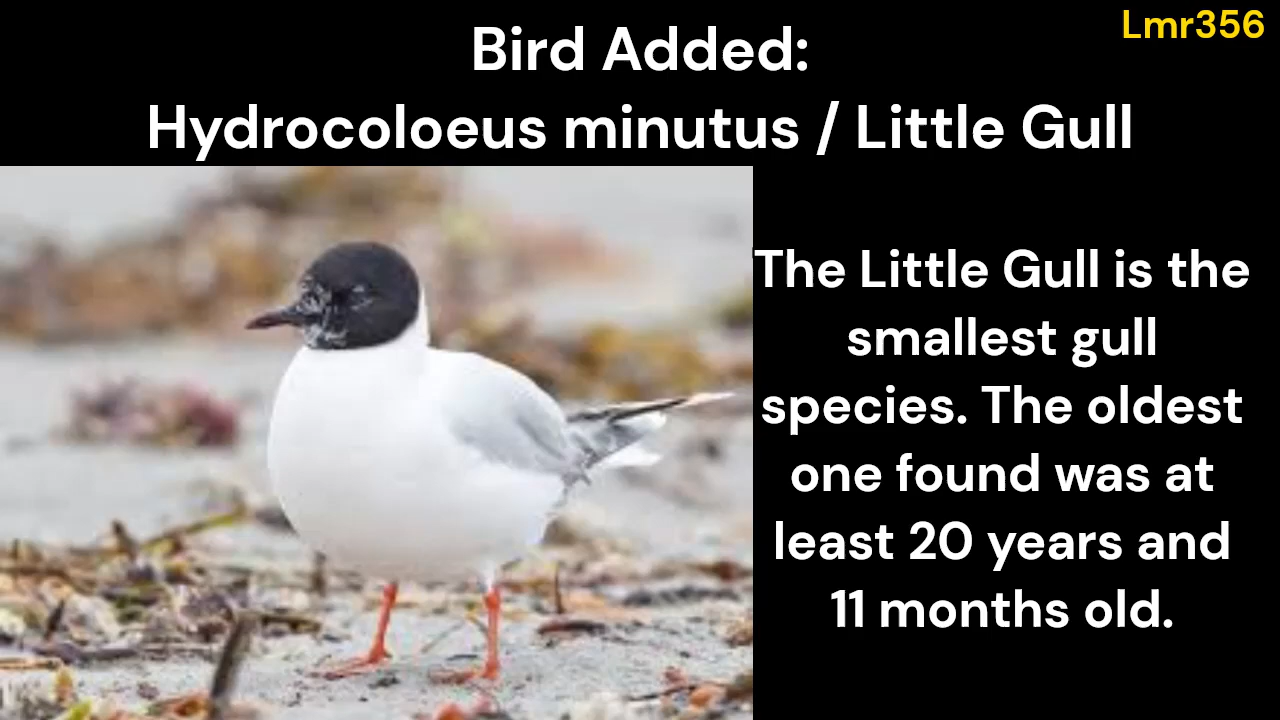 Lmr356
Bird Added:
Hydrocoloeus minutus / Little Gull
The Little Gull is the
smallest gull
species. The oldest
one found was at
least 20 years and
11 months old.